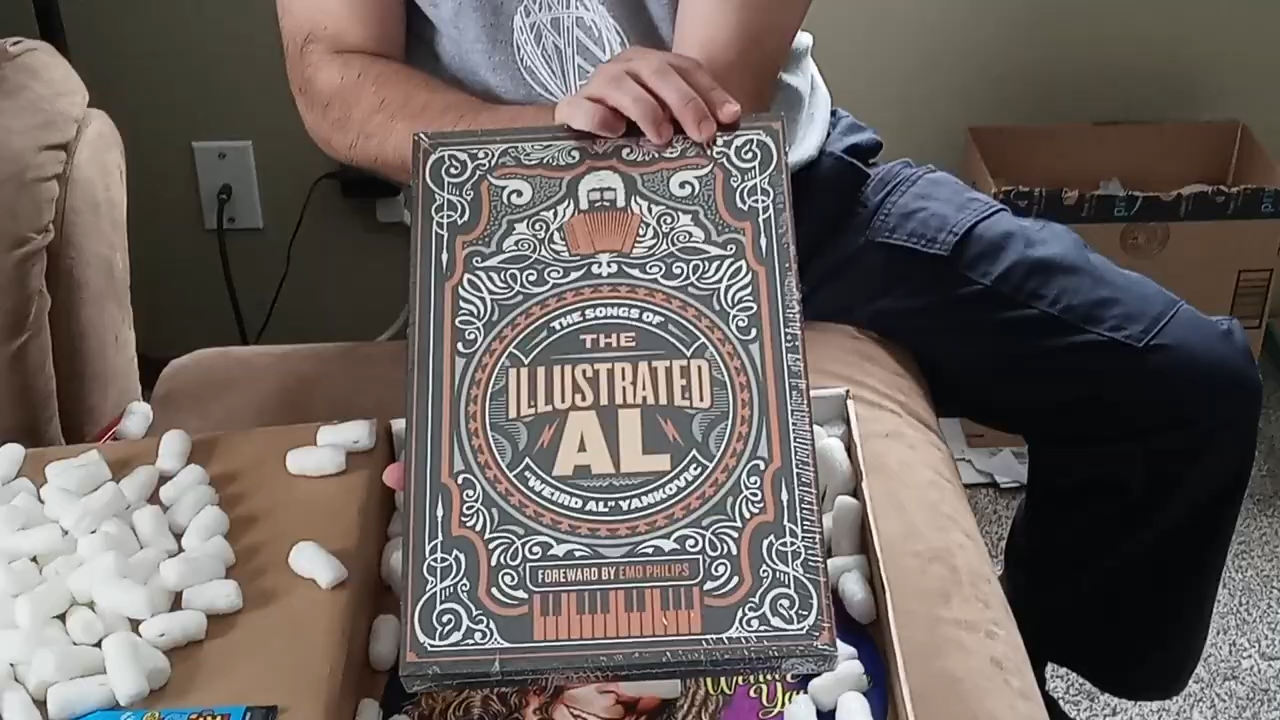 THE SONGS OF
THE
ILLUSTRATED
AL
"WEIRD AL" YANKOVIC
FOREWARD BY EMO PHILIPS